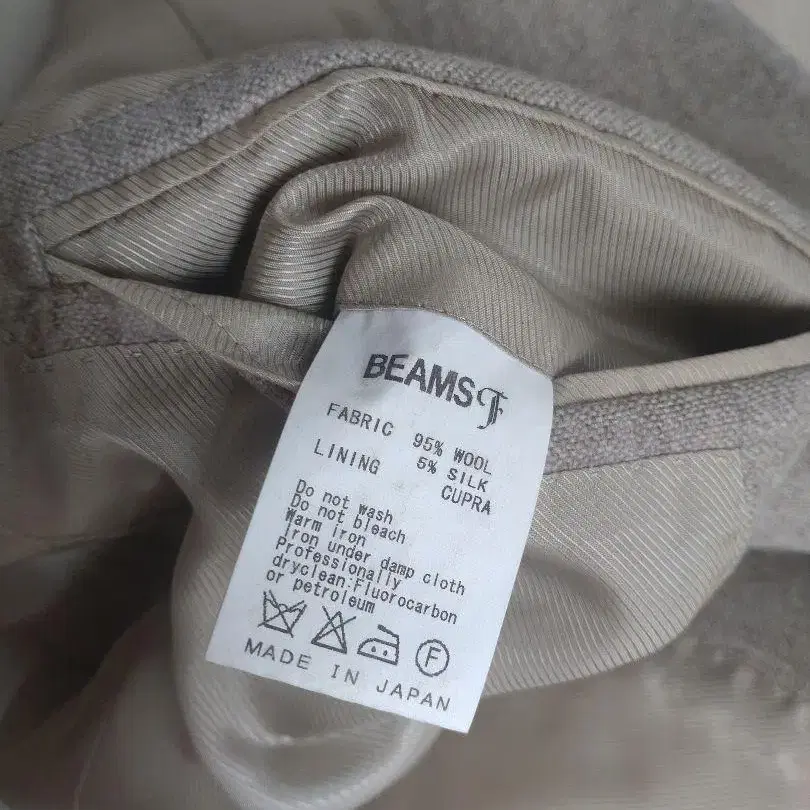 BEAMS F
FABRIC 95% WOOL
5% SILK
LINING CUPRA
Do not wash
Do not bleach
Warm iron
Iron under damp cloth
Professionally
dryclean:Fluorocarbon
or petroleum
F
MADE IN JAPAN